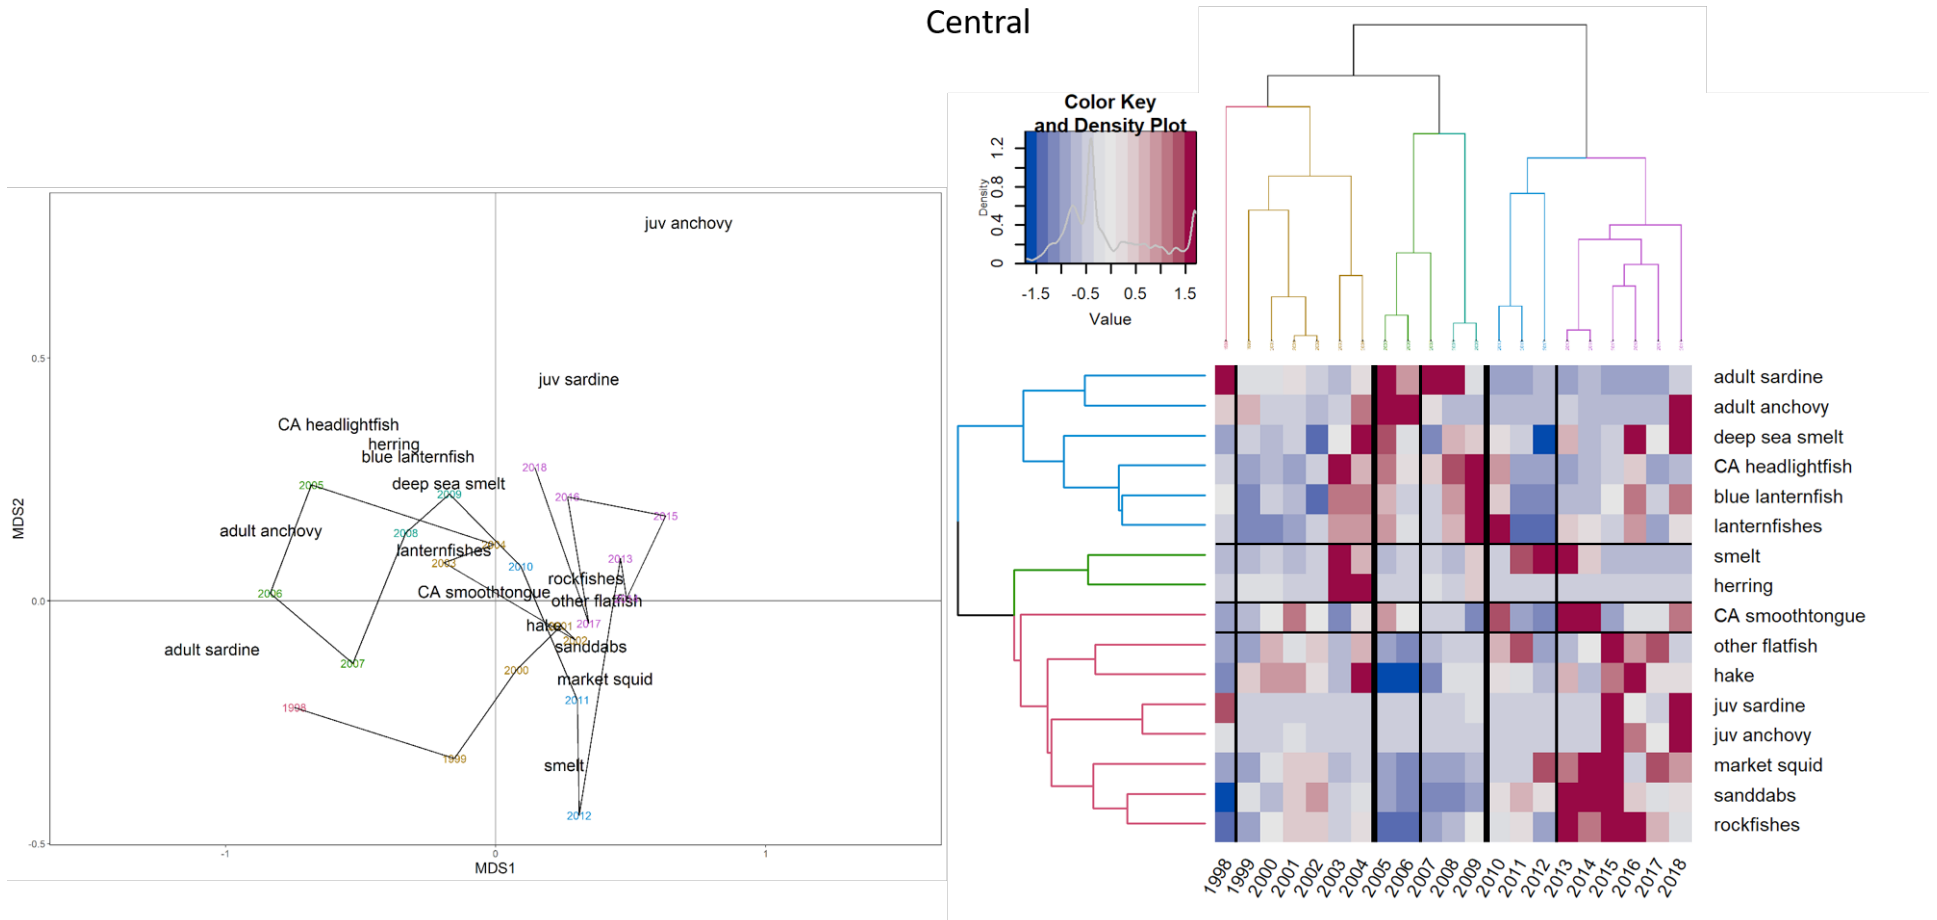 Central
juv anchovy
0.5
juv sardine
CA headlightfish
herring
blue lanternfish
2018
deep sea smelt
2005
2009
2016
2015
adult anchovy
2008
2004
lanternfishes
2013
2003
2010
rockfishes
CA smoothtongue
2006
0.0
other flatfish
2017
hake
2001
2002
adult sardine
sanddabs
2007
2000
market squid
1998
2011
1999
smelt
2012
-0.5
-1
0
1
MDS1
MDS2
Color Key
and Density Plot
Density
0
0.4
0.8
1.2
-1.5
-0.5
0.5
1.5
Value
adult sardine
adult anchovy
deep sea smelt
CA headlightfish
blue lanternfish
lanternfishes
smelt
herring
CA smoothtongue
other flatfish
hake
juv sardine
juv anchovy
market squid
sanddabs
rockfishes
1998
1999
2000
2001
2002
2003
2004
2005
2006
2007
2008
2009
2010
2011
2012
2013
2014
2015
2016
2017
2018